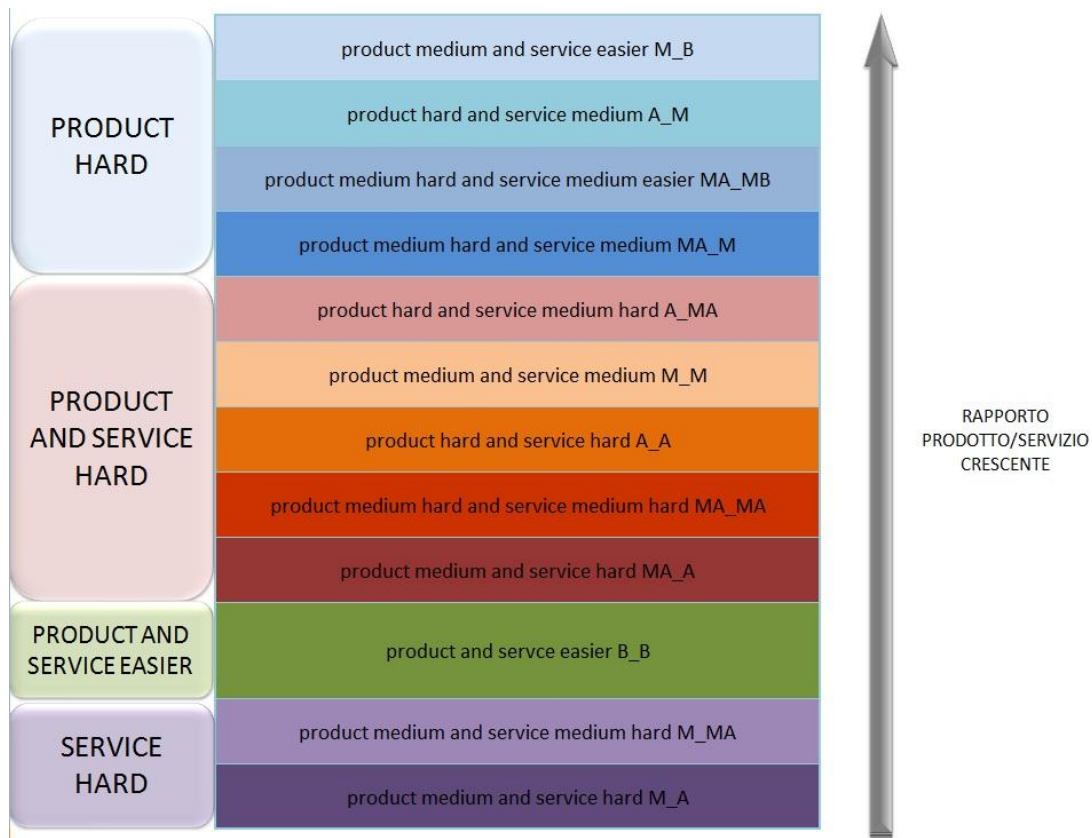 PRODUCT
HARD
product medium and service easier M_B
product hard and service medium A_M
product medium hard and service medium easier MA_MB
product medium hard and service medium MA_M
PRODUCT
AND SERVICE
HARD
product hard and service medium hard A_MA
product medium and service medium M_M
product hard and service hard A_A
product medium hard and service medium hard MA_MA
product medium and service hard MA_A
PRODUCT AND
SERVICE EASIER
product and servce easier B_B
SERVICE
HARD
product medium and service medium hard M_MA
product medium and service hard M_A
RAPPORTO
PRODOTTO/SERVIZIO
CRESCENTE